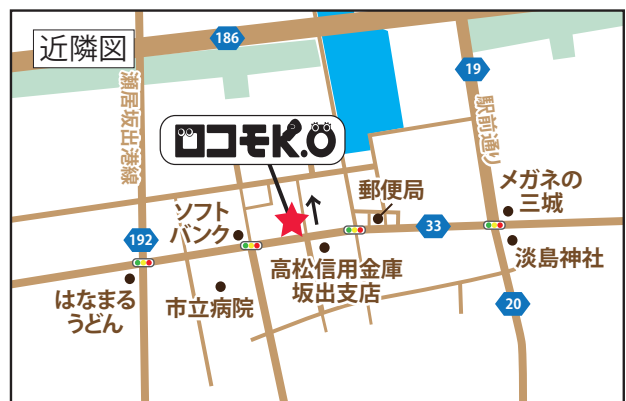 近隣図
186
19
瀬居坂出港線
駅前通り
ロコモK.O
郵便局
メガネの
三城
ソフト
バンク
33
192
高松信用金庫
坂出支店
淡島神社
はなまる
うどん
市立病院
20